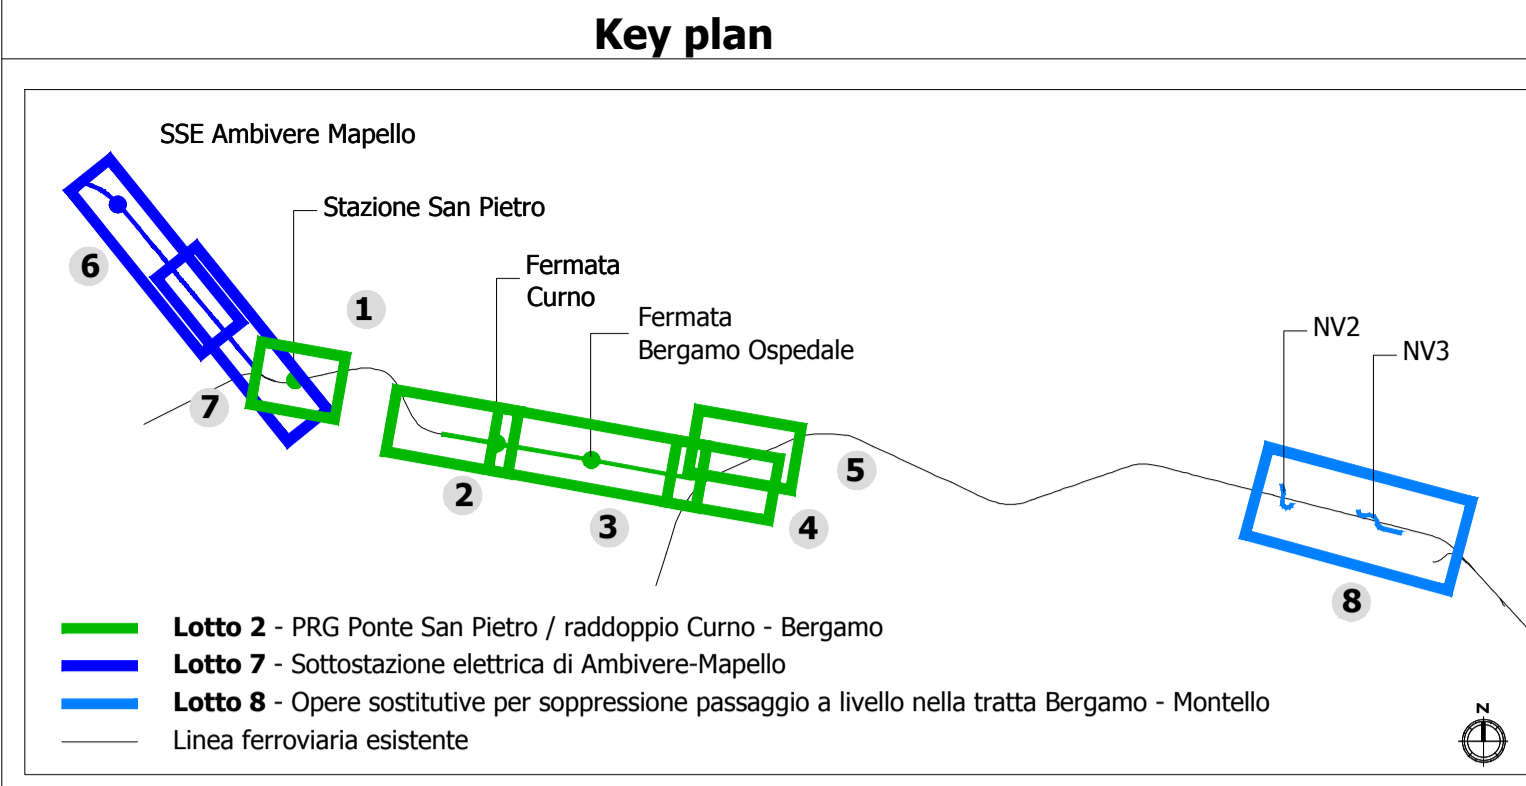 Key plan
SSE Ambivere Mapello
Stazione San Pietro
Fermata
Curno
6
1
Fermata
Bergamo Ospedale
NV2
NV3
7
5
2
3
4
8
Lotto 2 - PRG Ponte San Pietro / raddoppio Curno - Bergamo
Lotto 7 - Sottostazione elettrica di Ambivere-Mapello
Lotto 8 - Opere sostitutive per soppressione passaggio a livello nella tratta Bergamo - Montello
Linea ferroviaria esistente
N